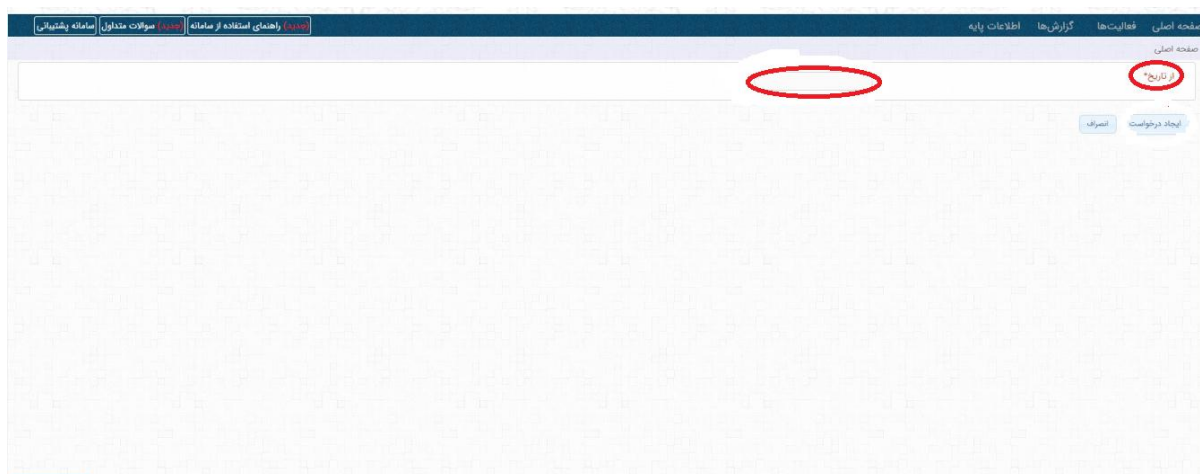 صفحه اصلی فعالیت‌ها گزارش‌ها اطلاعات پایه (جدید) راهنمای استفاده از سامانه (جدید) سوالات متداول سامانه پشتیبانی
صفحه اصلی
از تاریخ*
ایجاد درخواست انصراف